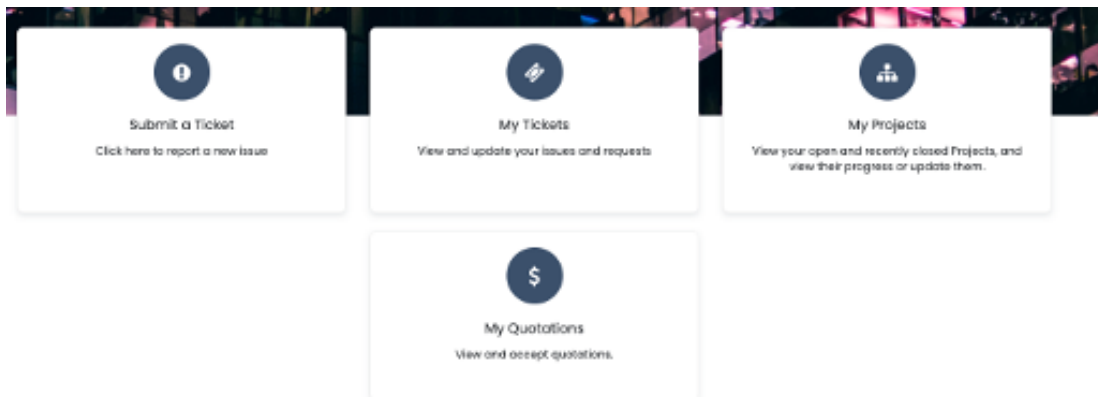 Submit a Ticket
Click here to report a new issue
My Tickets
View and update your issues and requests
My Projects
View your open and recently closed Projects, and
view their progress or update them.
$
My Quotations
View and accept quotations.